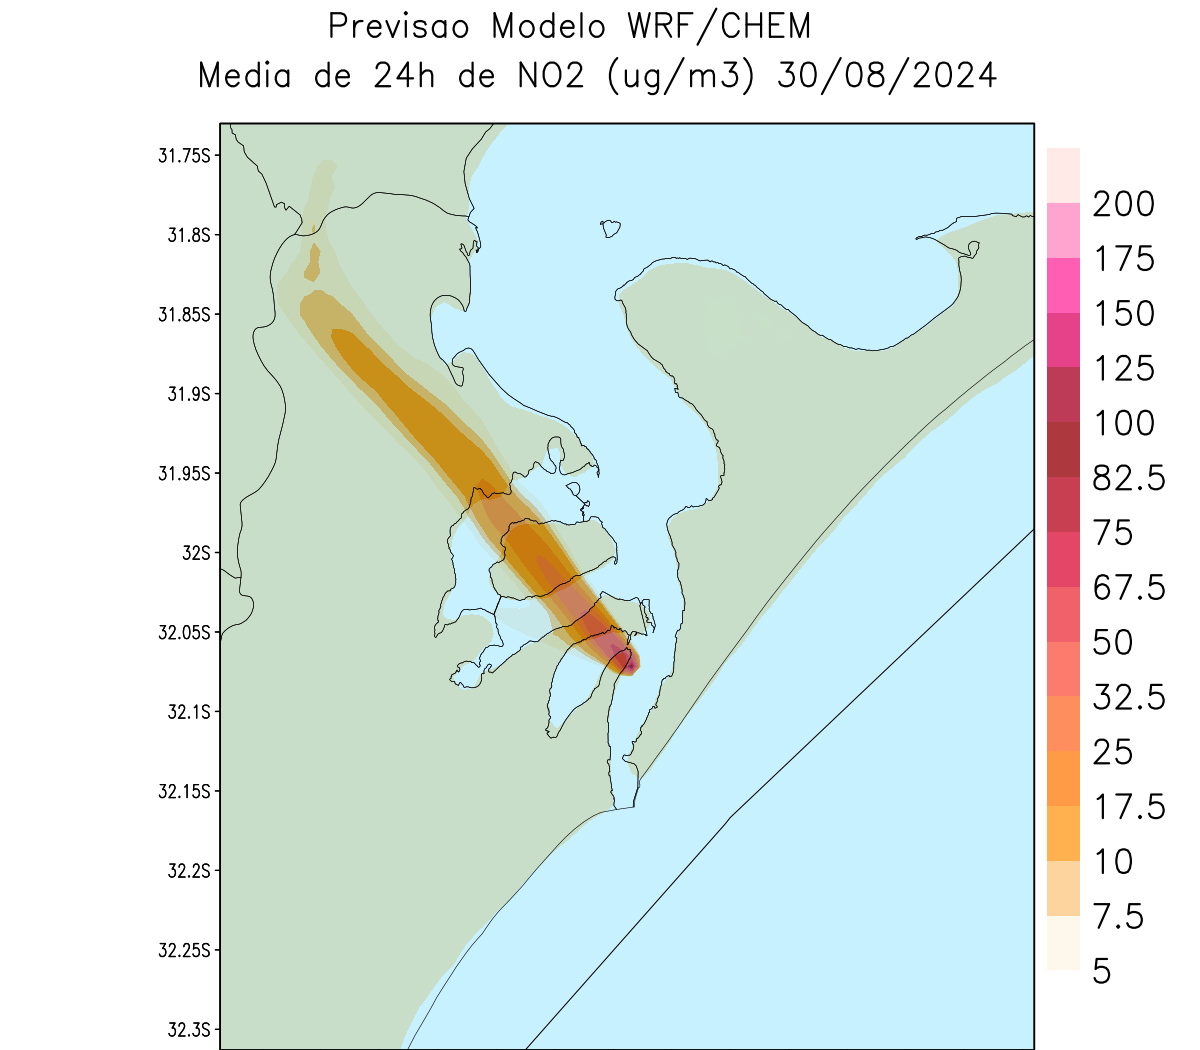 Previsao Modelo WRF/CHEM
Media de 24h de NO2 (ug/m3) 30/08/2024
31.75S
31.8S
31.85S
31.9S
31.95S
32S
32.05S
32.1S
32.15S
32.2S
32.25S
32.3S
200
175
150
125
100
82.5
75
67.5
50
32.5
25
17.5
10
7.5
5